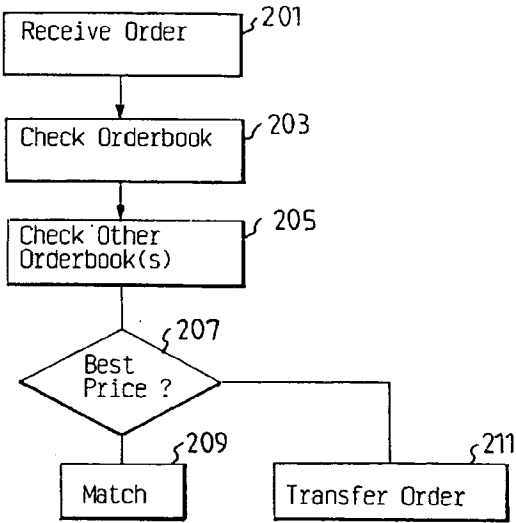 Receive Order
201
Check Orderbook
203
Check Other
Orderbook(s)
205
207
Best
Price ?
209
Match
211
Transfer Order